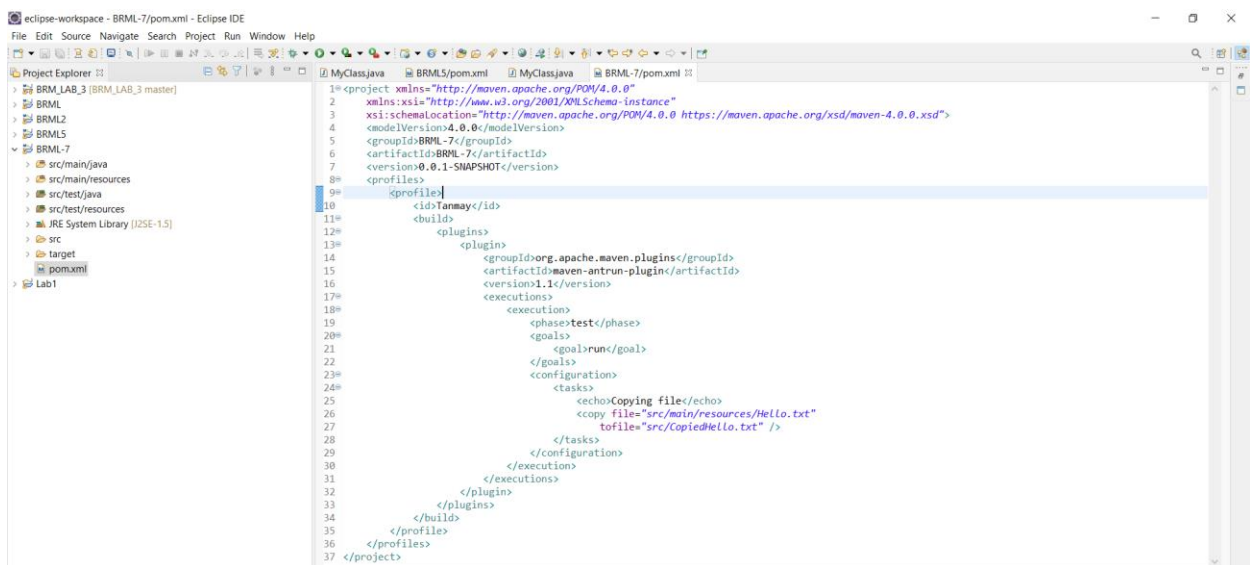 eclipse-workspace - BRML-7/pom.xml - Eclipse IDE
File Edit Source Navigate Search Project Run Window Help
Project Explorer
BRM_LAB_3 [BRM_LAB_3 master]
BRML
BRML2
BRML5
BRML-7
src/main/java
src/main/resources
src/test/java
src/test/resources
JRE System Library [J2SE-1.5]
src
target
pom.xml
Lab1
MyClass.java BRML5/pom.xml MyClass.java BRML-7/pom.xml
1 <project xmlns="http://maven.apache.org/POM/4.0.0"
2 xmlns:xsi="http://www.w3.org/2001/XMLSchema-instance"
3 xsi:schemaLocation="http://maven.apache.org/POM/4.0.0 https://maven.apache.org/xsd/maven-4.0.0.xsd">
4 <modelVersion>4.0.0</modelVersion>
5 <groupId>BRML-7</groupId>
6 <artifactId>BRML-7</artifactId>
7 <version>0.0.1-SNAPSHOT</version>
8 <profiles>
9 <profile>
10 <id>Tanmay</id>
11 <build>
12 <plugins>
13 <plugin>
14 <groupId>org.apache.maven.plugins</groupId>
15 <artifactId>maven-antrun-plugin</artifactId>
16 <version>1.1</version>
17 <executions>
18 <execution>
19 <phase>test</phase>
20 <goals>
21 <goal>run</goal>
22 </goals>
23 <configuration>
24 <tasks>
25 <echo>Copying file</echo>
26 <copy file="src/main/resources/Hello.txt"
27 tofile="src/CopiedHello.txt" />
28 </tasks>
29 </configuration>
30 </execution>
31 </executions>
32 </plugin>
33 </plugins>
34 </build>
35 </profile>
36 </profiles>
37 </project>